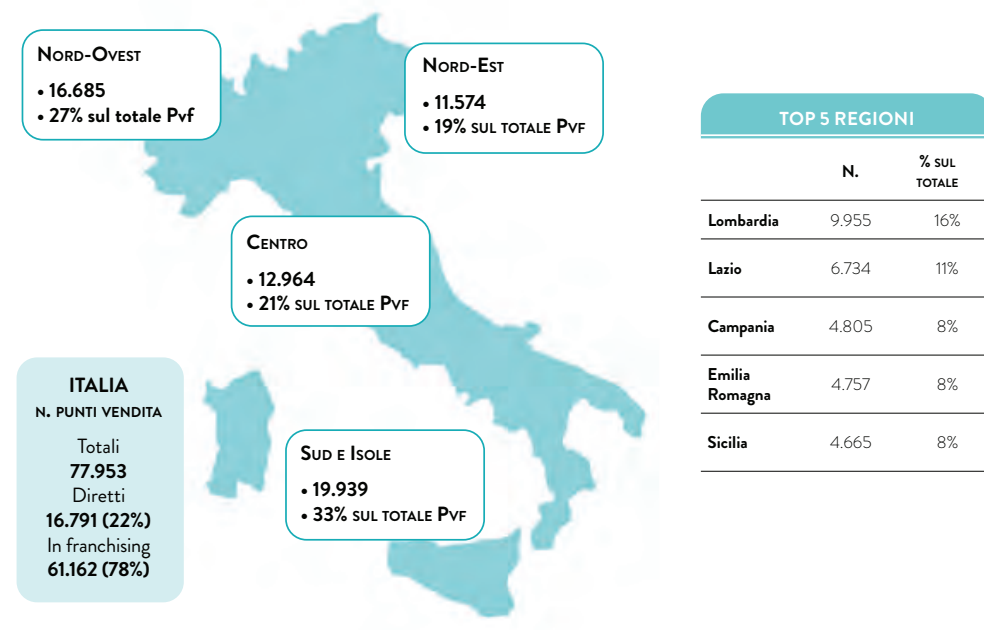 Nord-Ovest
• 16.685
• 27% sul totale Pvf
Nord-Est
• 11.574
• 19% sul totale Pvf
Centro
• 12.964
• 21% sul totale Pvf
Sud e Isole
• 19.939
• 33% sul totale Pvf
ITALIA
n. punti vendita
Totali
77.953
Diretti
16.791 (22%)
In franchising
61.162 (78%)
TOP 5 REGIONI
N. % sul
totale
Lombardia 9.955 16%
Lazio 6.734 11%
Campania 4.805 8%
Emilia
Romagna 4.757 8%
Sicilia 4.665 8%